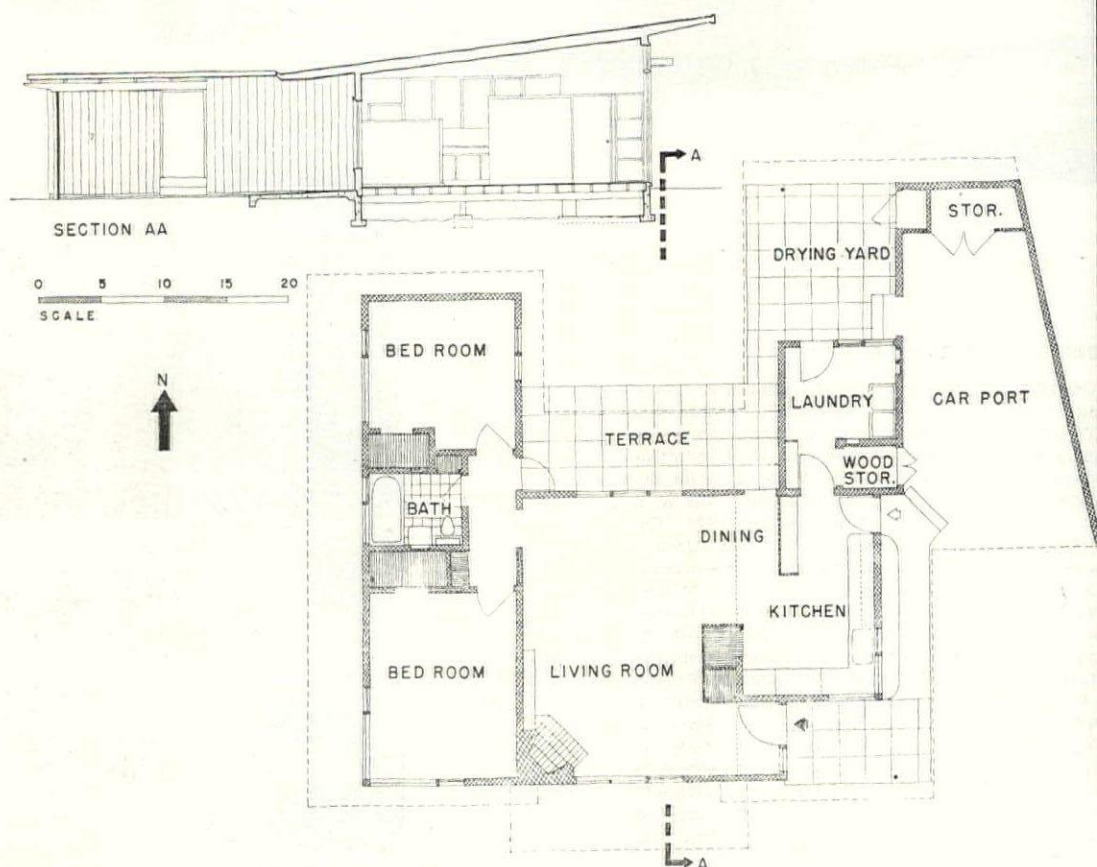 A
SECTION AA
0 5 10 15 20
SCALE
N
STOR.
DRYING YARD
BED ROOM
LAUNDRY
CAR PORT
TERRACE
WOOD
STOR.
BATH
DINING
KITCHEN
BED ROOM
LIVING ROOM
A